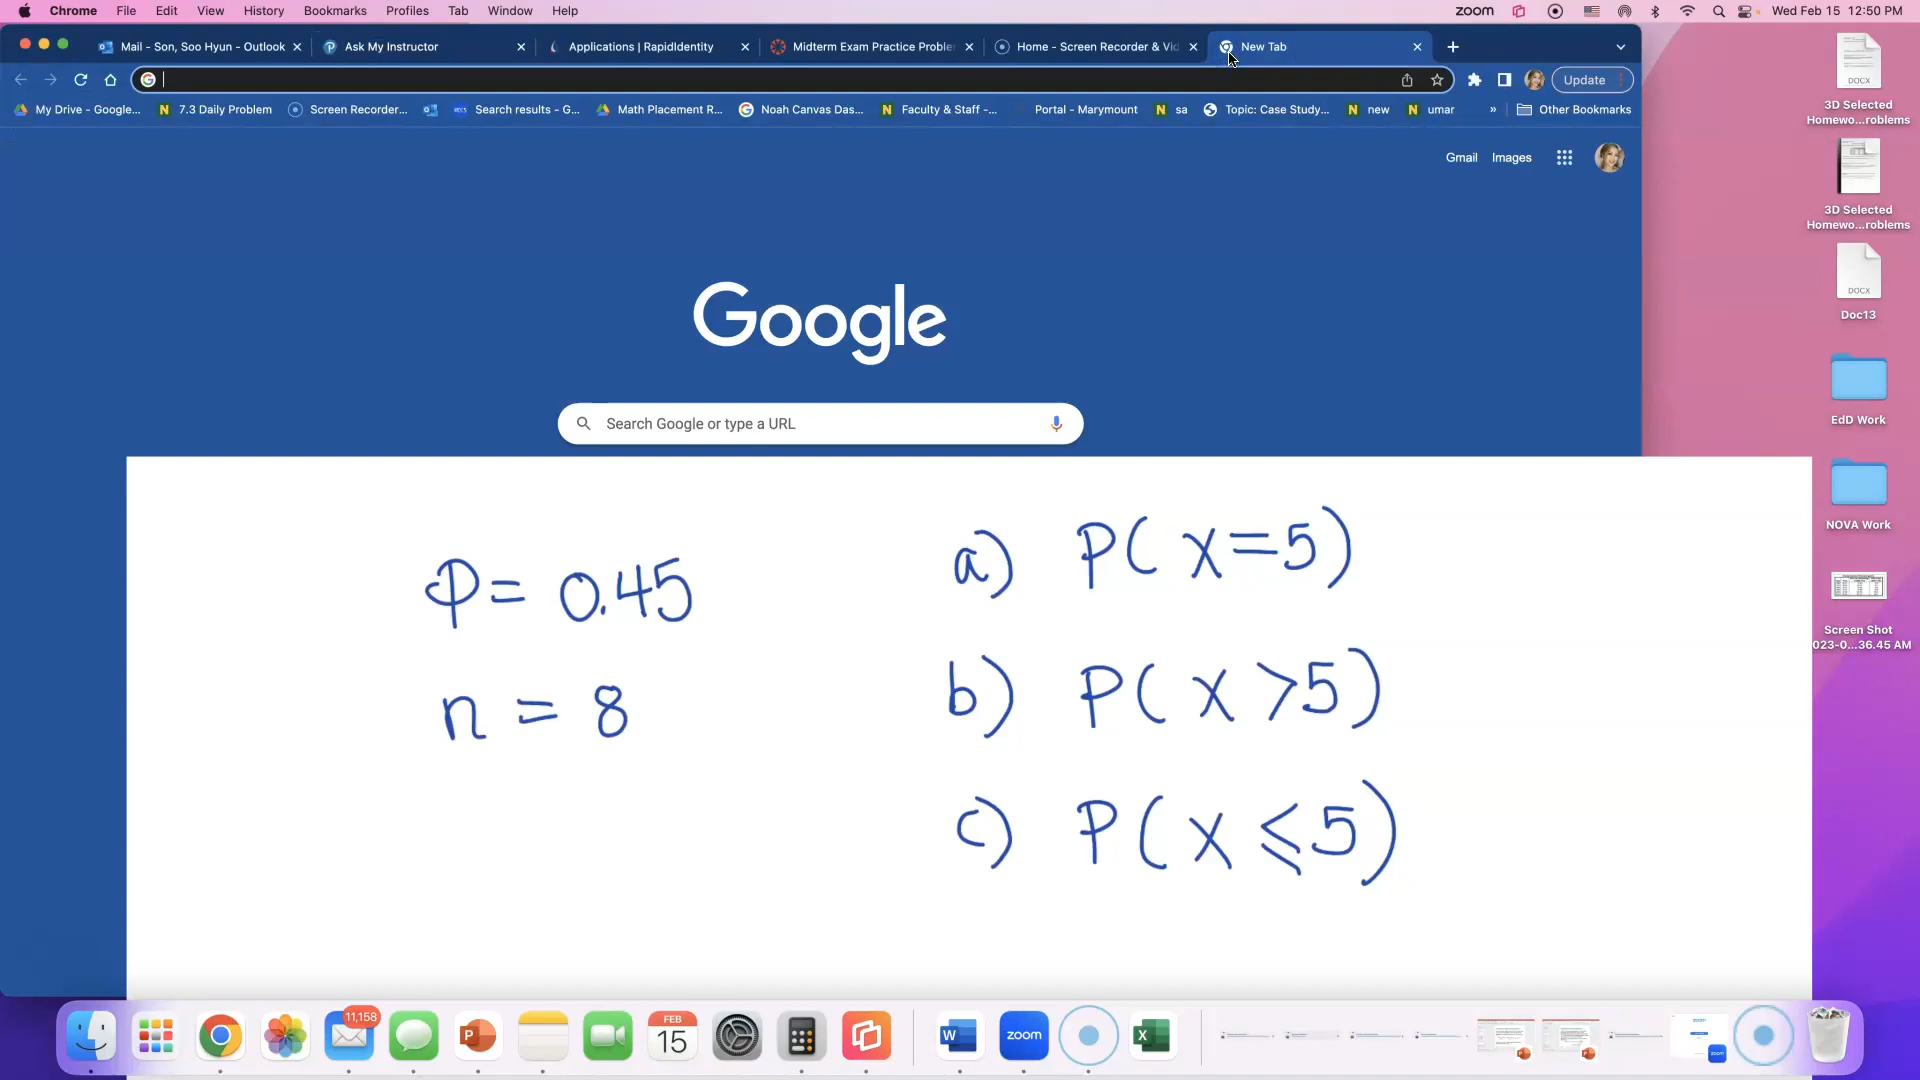 Chrome File Edit View History Bookmarks Profiles Tab Window Help zoom Wed Feb 15 12:50 PM
Mail - Son, Soo Hyun - Outlook Ask My Instructor Applications | RapidIdentity Midterm Exam Practice Proble Home - Screen Recorder & Vid New Tab
Update
My Drive - Google... 7.3 Daily Problem Screen Recorder... Search results - G... Math Placement R... Noah Canvas Das... Faculty & Staff -... Portal - Marymount sa Topic: Case Study... new umar » Other Bookmarks
Gmail Images
Google
Search Google or type a URL
P = 0.45
n = 8
a) P( x=5)
b) P( x >5)
c) P( x ≤5)
DOCX
3D Selected
Homewo...roblems
3D Selected
Homewo...roblems
DOCX
Doc13
EdD Work
NOVA Work
Screen Shot
023-0...36.45 AM
11,158
FEB
15
zoom